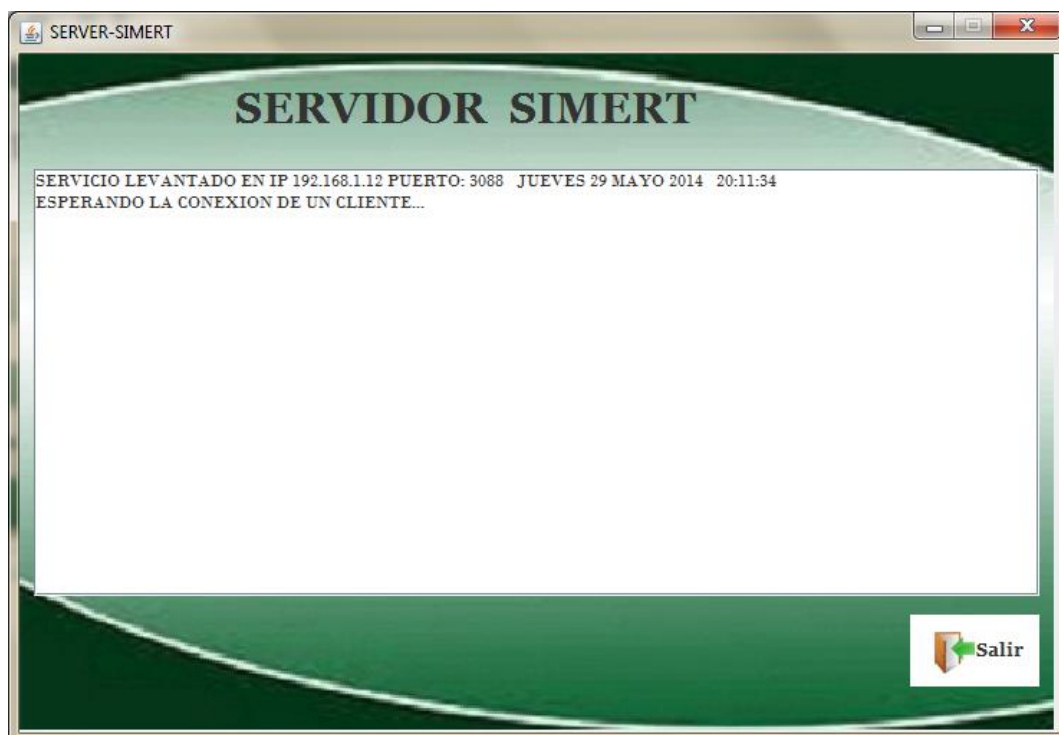 SERVER-SIMERT
SERVIDOR SIMERT
SERVICIO LEVANTADO EN IP 192.168.1.12 PUERTO: 3088 JUEVES 29 MAYO 2014 20:11:34
ESPERANDO LA CONEXION DE UN CLIENTE...
Salir